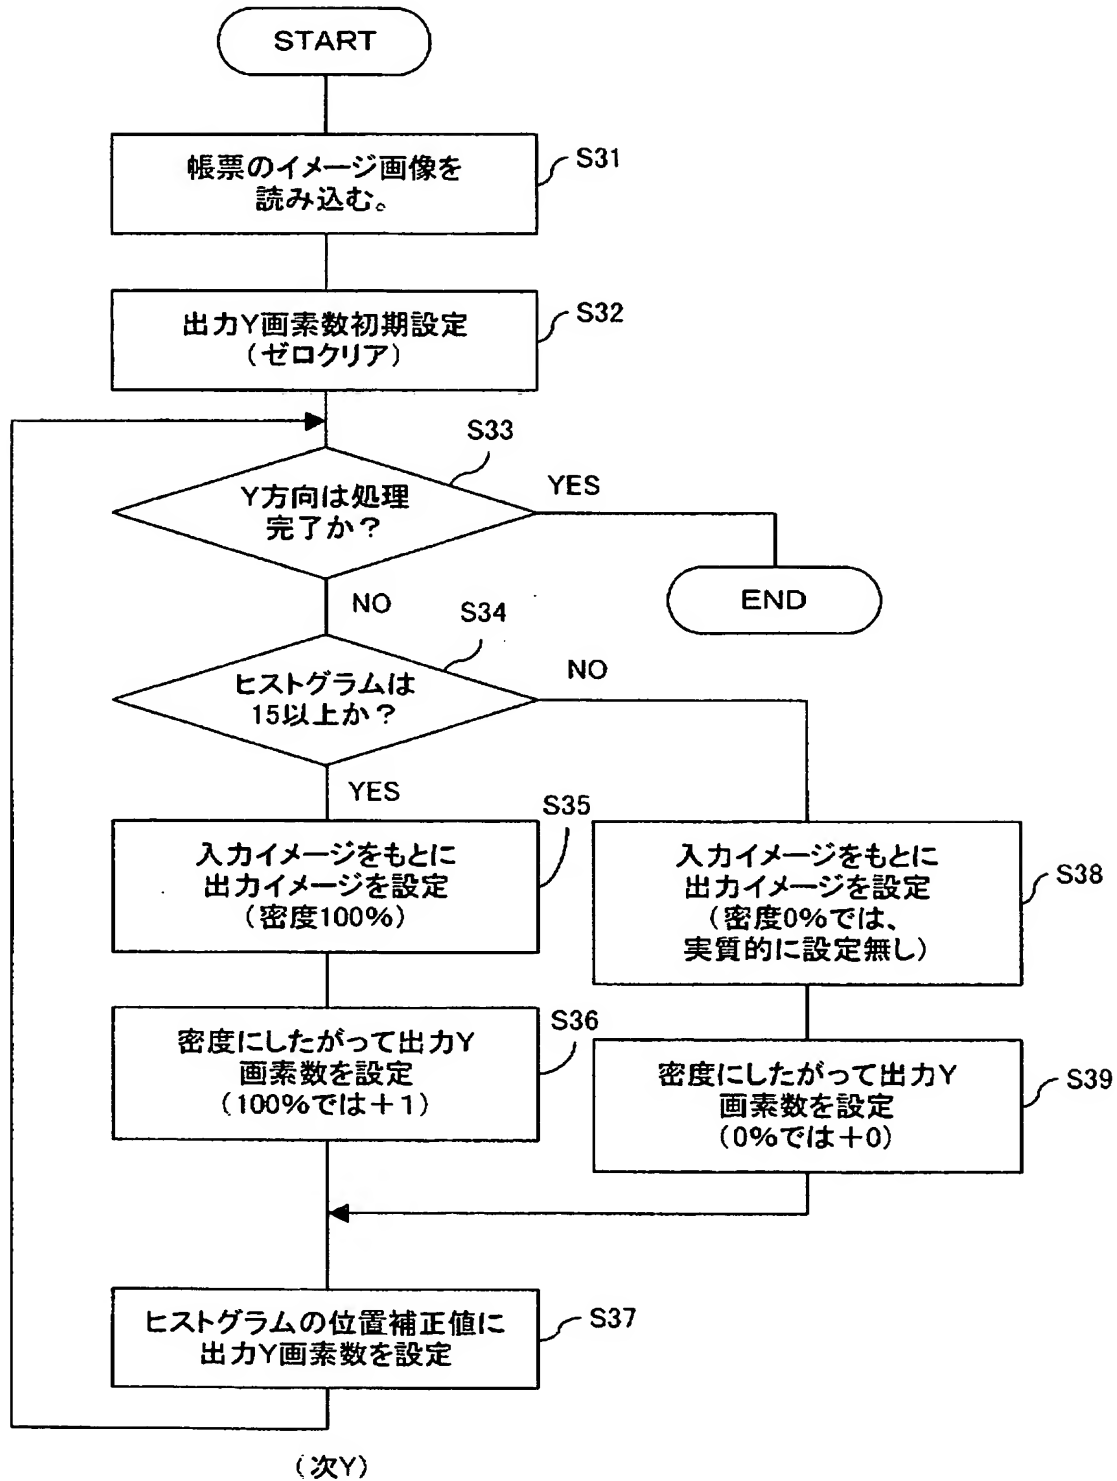 START
帳票のイメージ画像を
読み込む。
S31
出力Y画素数初期設定
(ゼロクリア)
S32
Y方向は処理
完了か?
S33
YES
END
NO
ヒストグラムは
15以上か?
S34
NO
YES
入力イメージをもとに
出力イメージを設定
(密度100%)
S35
密度にしたがって出力Y
画素数を設定
(100%では+1)
S36
入力イメージをもとに
出力イメージを設定
(密度0%では、
実質的に設定無し)
S38
密度にしたがって出力Y
画素数を設定
(0%では+0)
S39
ヒストグラムの位置補正値に
出力Y画素数を設定
S37
(次Y)